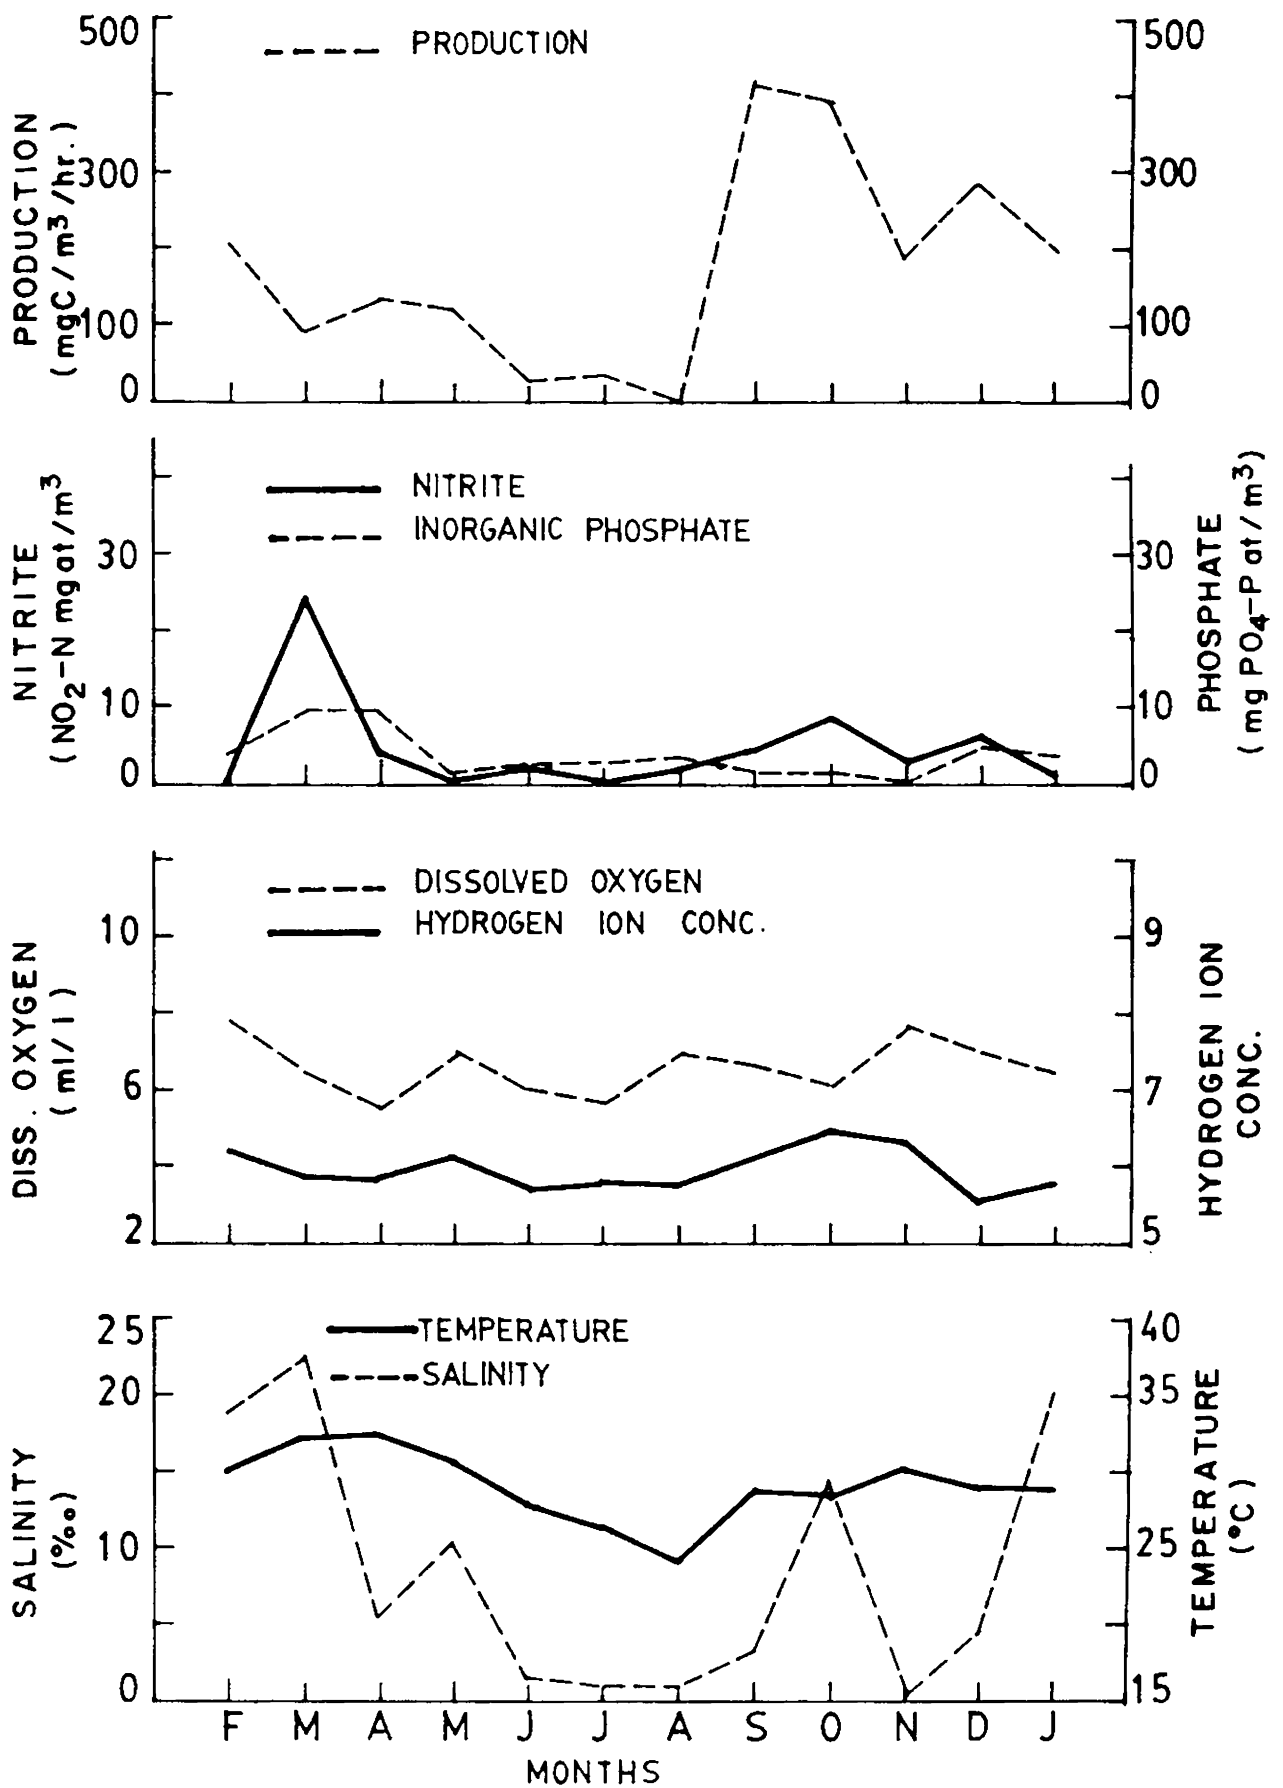 500
PRODUCTION
500
PRODUCTION
(mgC/m³/hr.)
300
300
100
100
0
0
NITRITE
INORGANIC PHOSPHATE
NITRITE
(NO₂-N mgat/m³
30
30
PHOSPHATE
(mg PO₄-P at/m³)
10
10
0
0
DISSOLVED OXYGEN
HYDROGEN ION CONC.
DISS. OXYGEN
(ml/l)
10
9
6
7
HYDROGEN ION
CONC.
2
5
25
TEMPERATURE
40
SALINITY
20
35
SALINITY
(‰)
TEMPERATURE
(°C)
10
25
0
15
F M A M J J A S O N D J
MONTHS